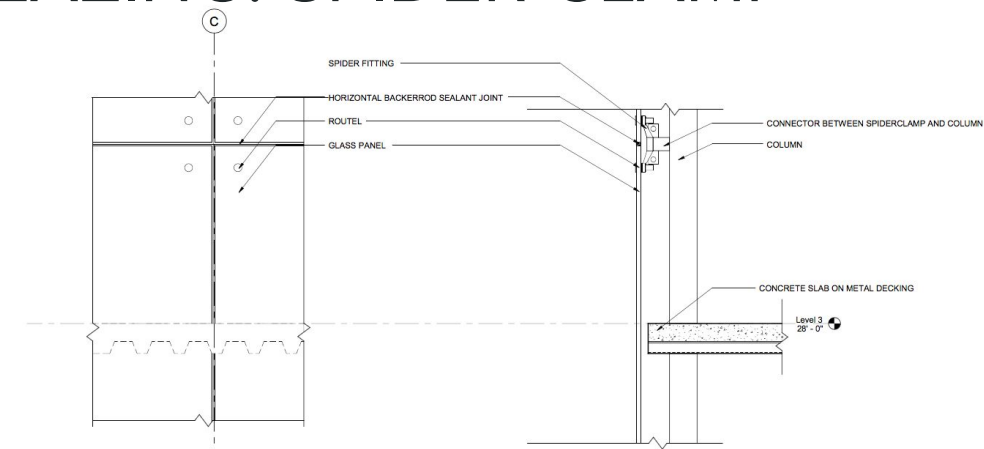 C
SPIDER FITTING
HORIZONTAL BACKERROD SEALANT JOINT
ROUTEL
GLASS PANEL
CONNECTOR BETWEEN SPIDERCLAMP AND COLUMN
COLUMN
CONCRETE SLAB ON METAL DECKING
Level 3
28' - 0"